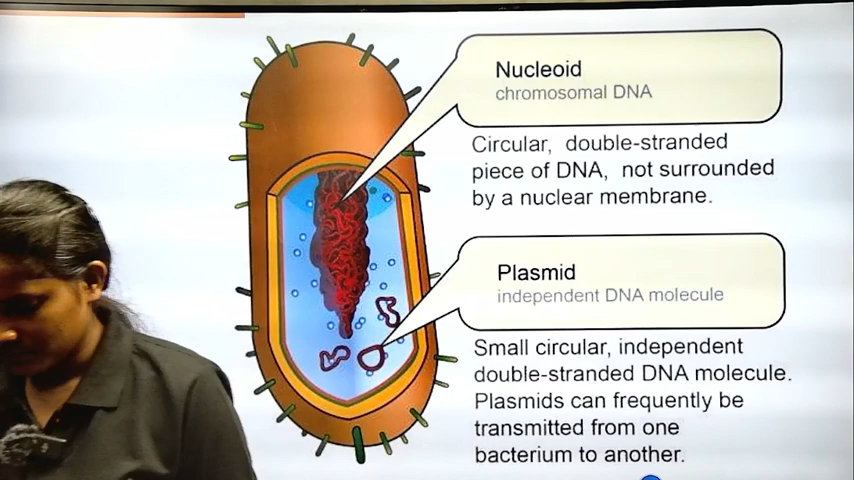 Nucleoid
chromosomal DNA
Circular, double-stranded
piece of DNA, not surrounded
by a nuclear membrane.
Plasmid
independent DNA molecule
Small circular, independent
double-stranded DNA molecule.
Plasmids can frequently be
transmitted from one
bacterium to another.